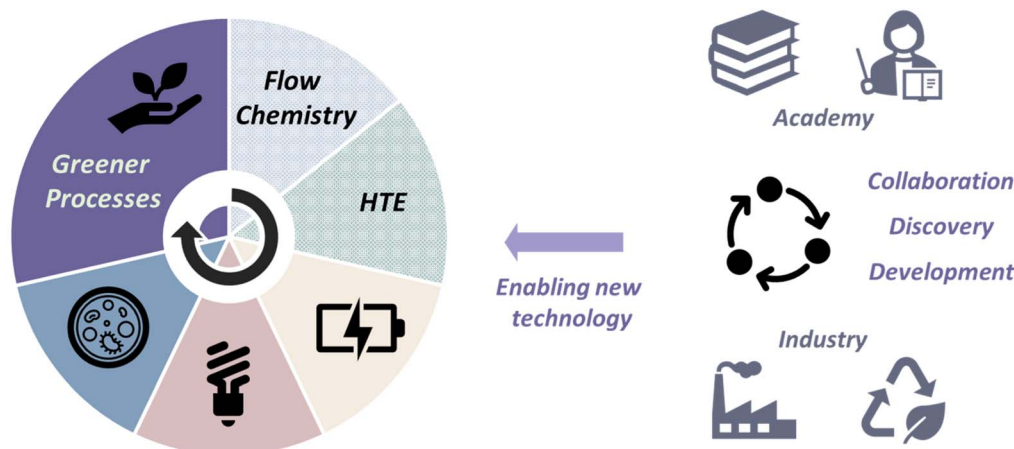 Flow
Chemistry
Greener
Processes
HTE
Enabling new
technology
Academy
Collaboration
Discovery
Development
Industry